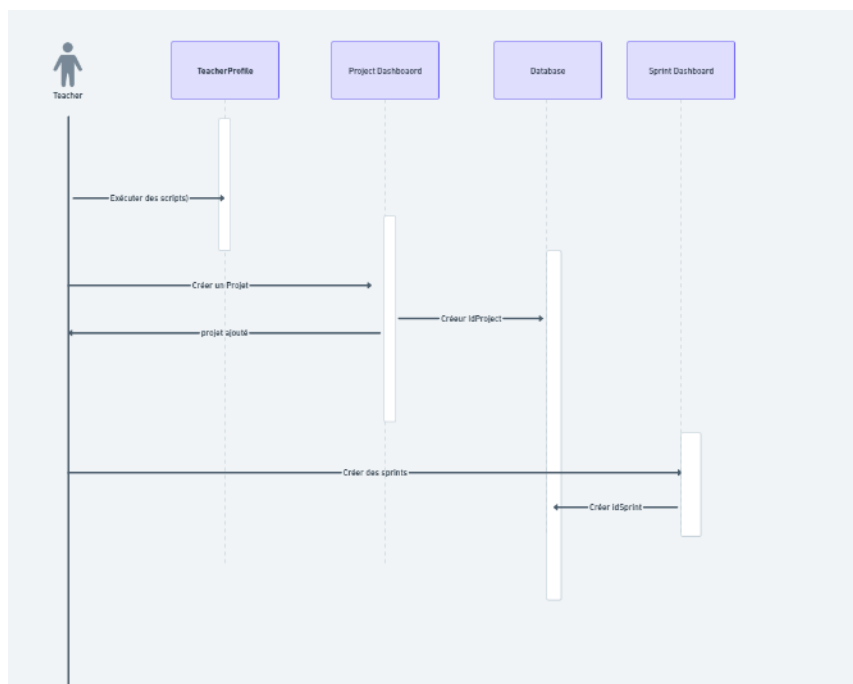 TeacherProfile
Project Dashboaord
Database
Sprint Dashboard
Teacher
Exécuter des scripts)
Créer un Projet
Créeur idProject
projet ajouté
Créer des sprints
Créer idSprint